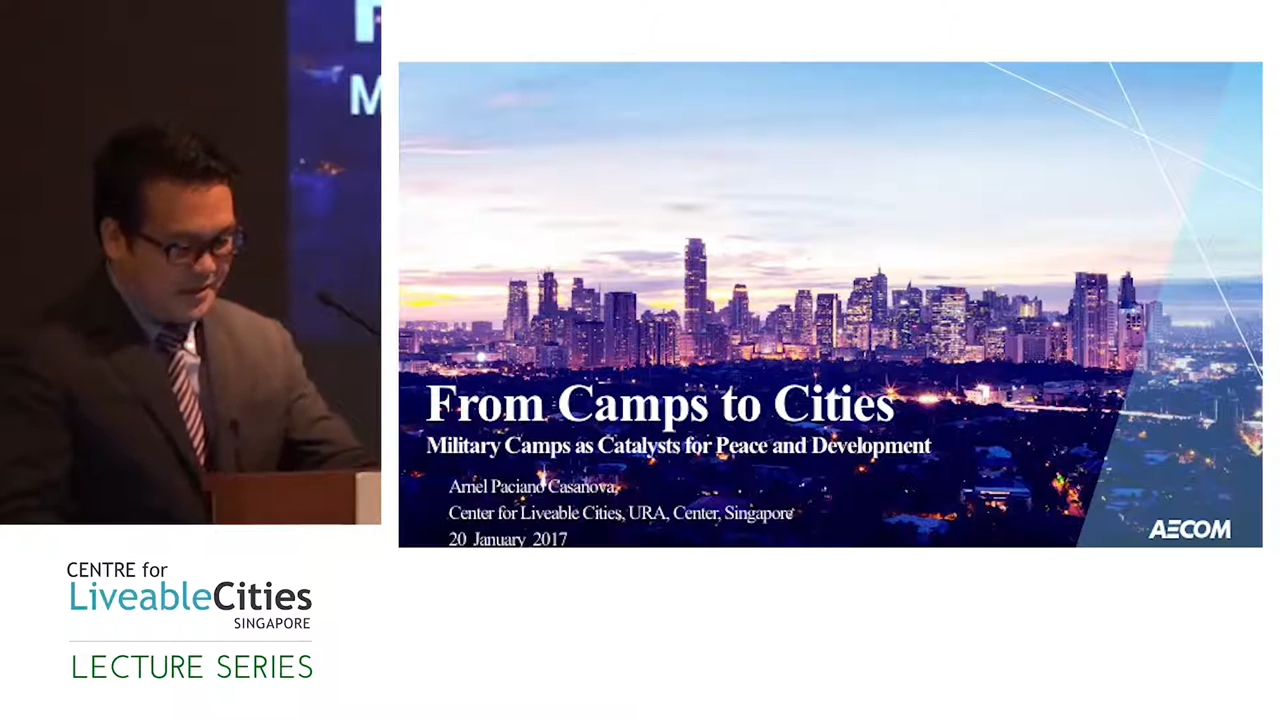 M
From Camps to Cities
Military Camps as Catalysts for Peace and Development
Arnel Paciano Casanova,
Center for Liveable Cities, URA, Center, Singapore
20 January 2017
AECOM
CENTRE for
LiveableCities
SINGAPORE
LECTURE SERIES